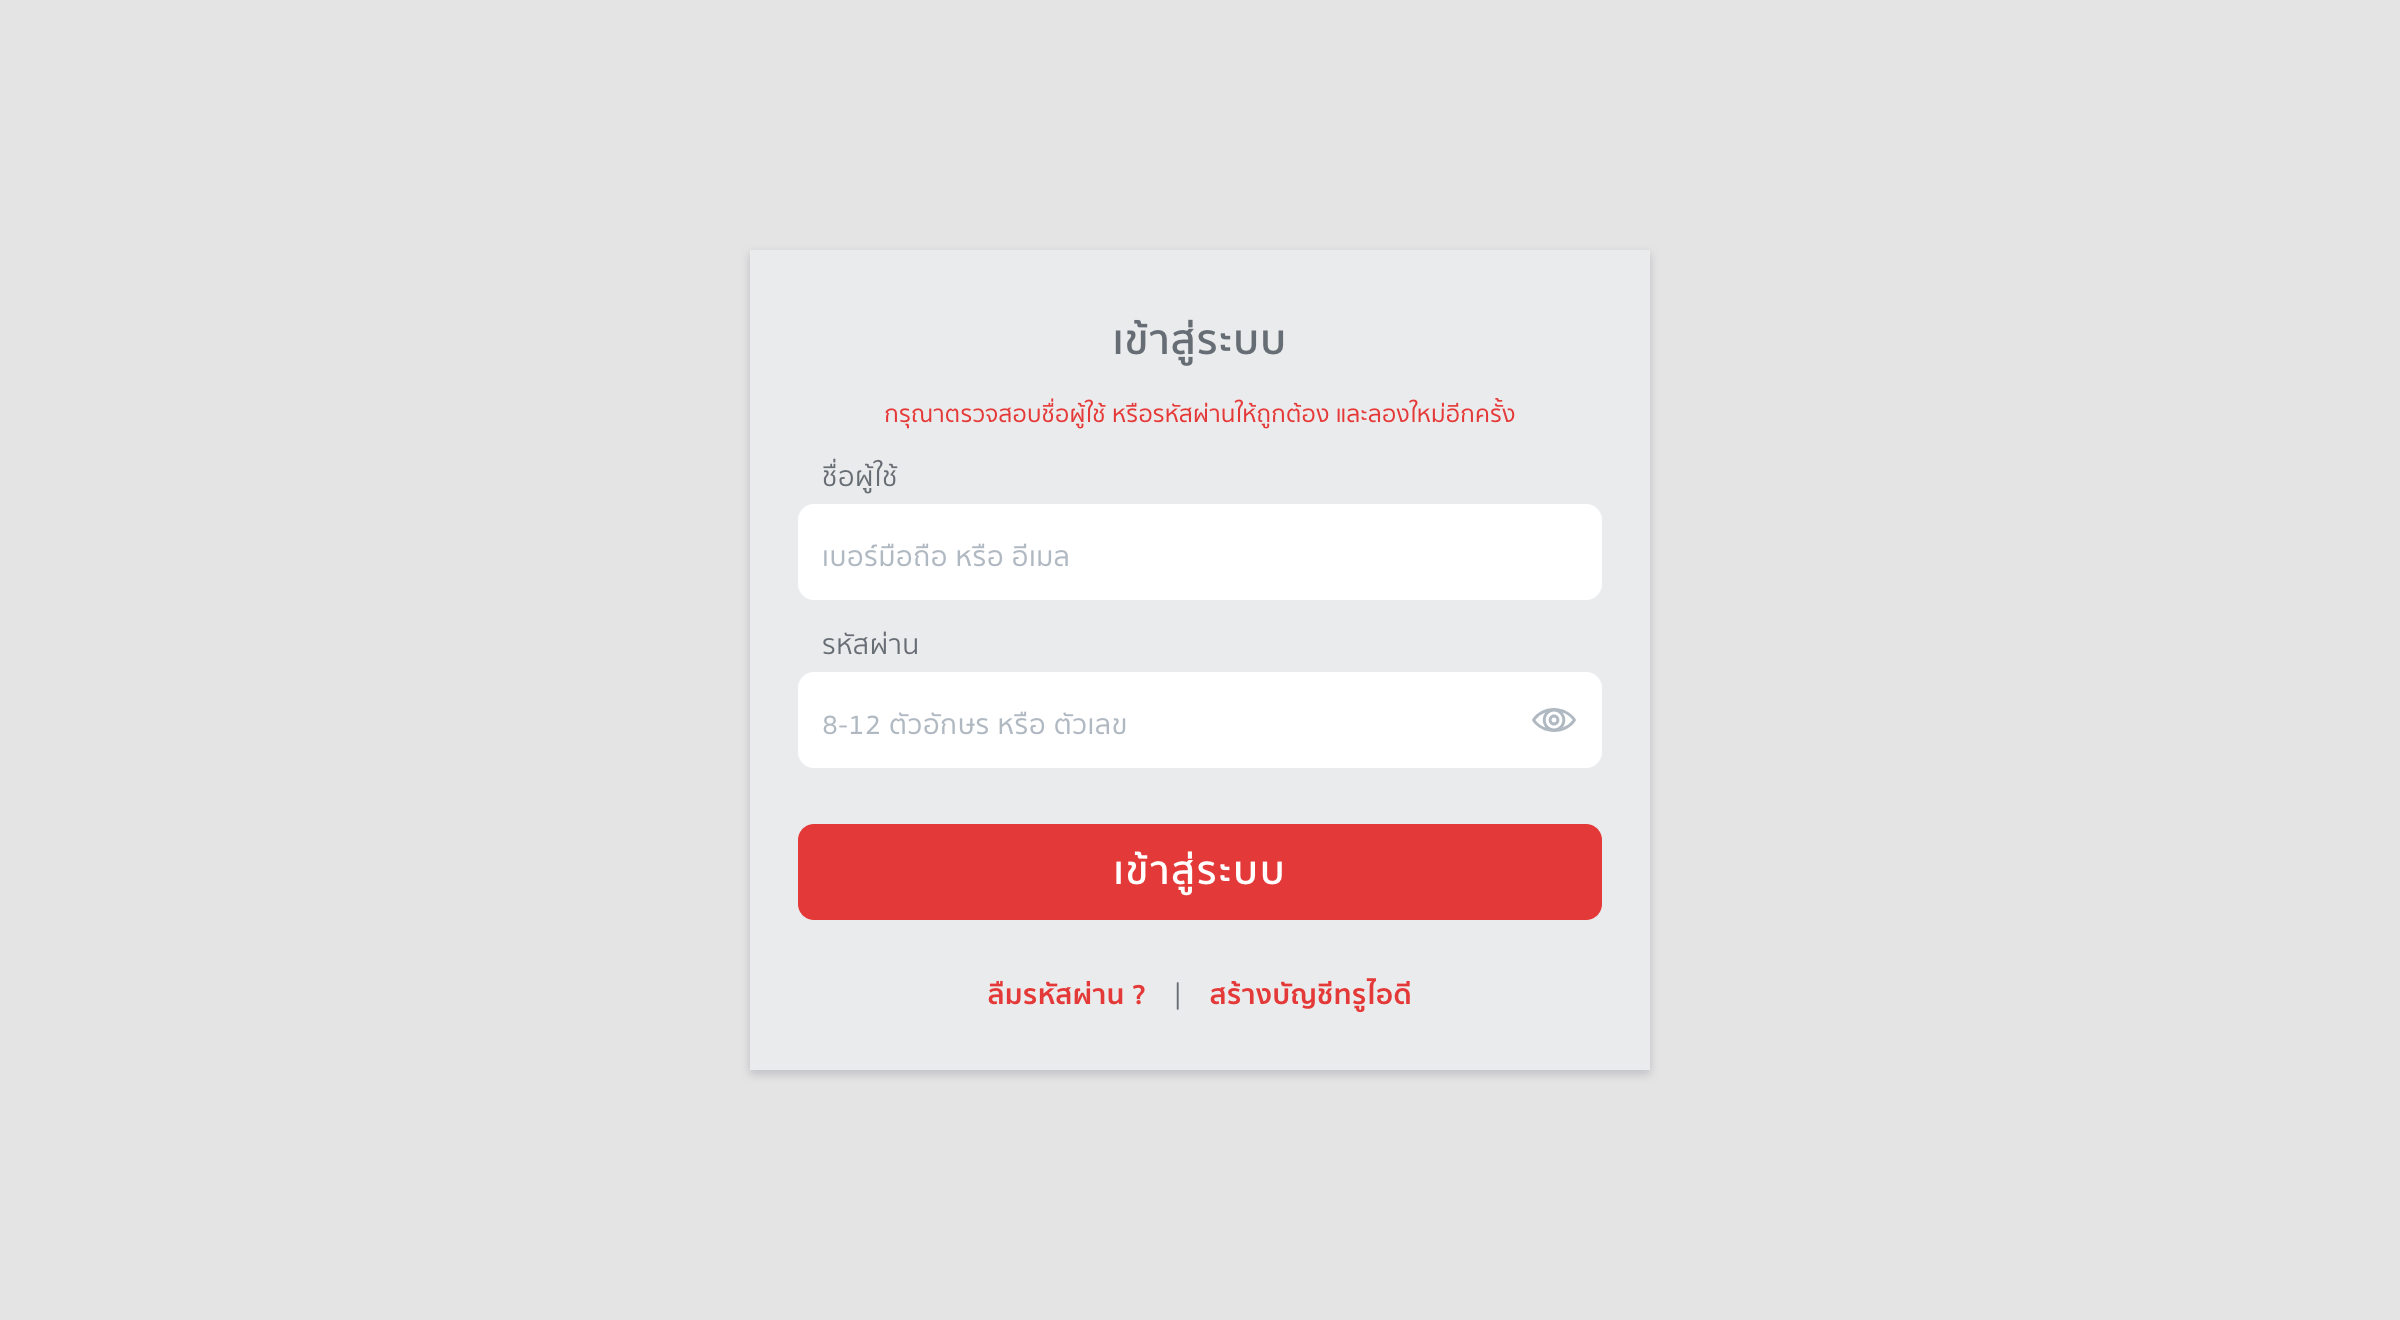 เข้าสู่ระบบ
กรุณาตรวจสอบชื่อผู้ใช้ หรือรหัสผ่านให้ถูกต้อง และลองใหม่อีกครั้ง
ชื่อผู้ใช้
เบอร์มือถือ หรือ อีเมล
รหัสผ่าน
8-12 ตัวอักษร หรือ ตัวเลข
เข้าสู่ระบบ
ลืมรหัสผ่าน ? | สร้างบัญชีทรูไอดี